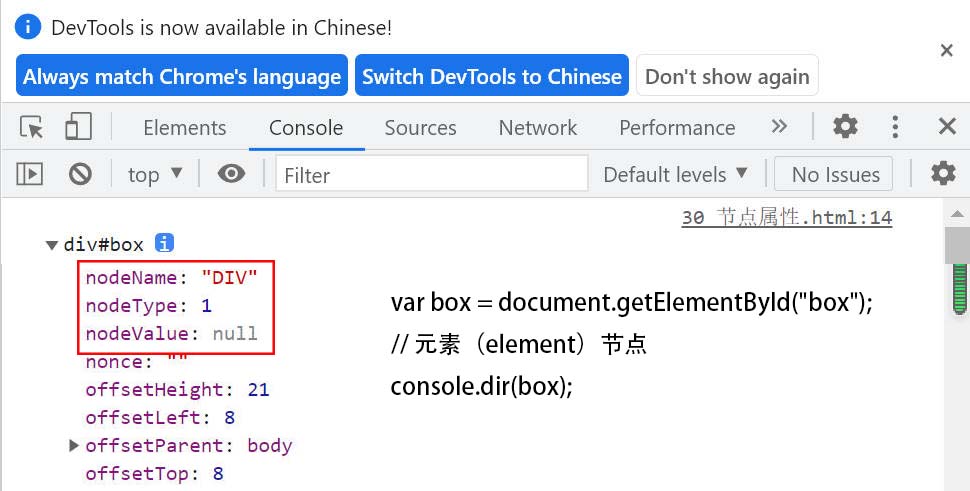 DevTools is now available in Chinese!
Always match Chrome's language Switch DevTools to Chinese Don't show again
Elements Console Sources Network Performance
top Filter Default levels No Issues
30 节点属性.html:14
div#box
nodeName: "DIV"
nodeType: 1
nodeValue: null
nonce: ""
offsetHeight: 21
offsetLeft: 8
offsetParent: body
offsetTop: 8
var box = document.getElementById("box");
// 元素（element）节点
console.dir(box);